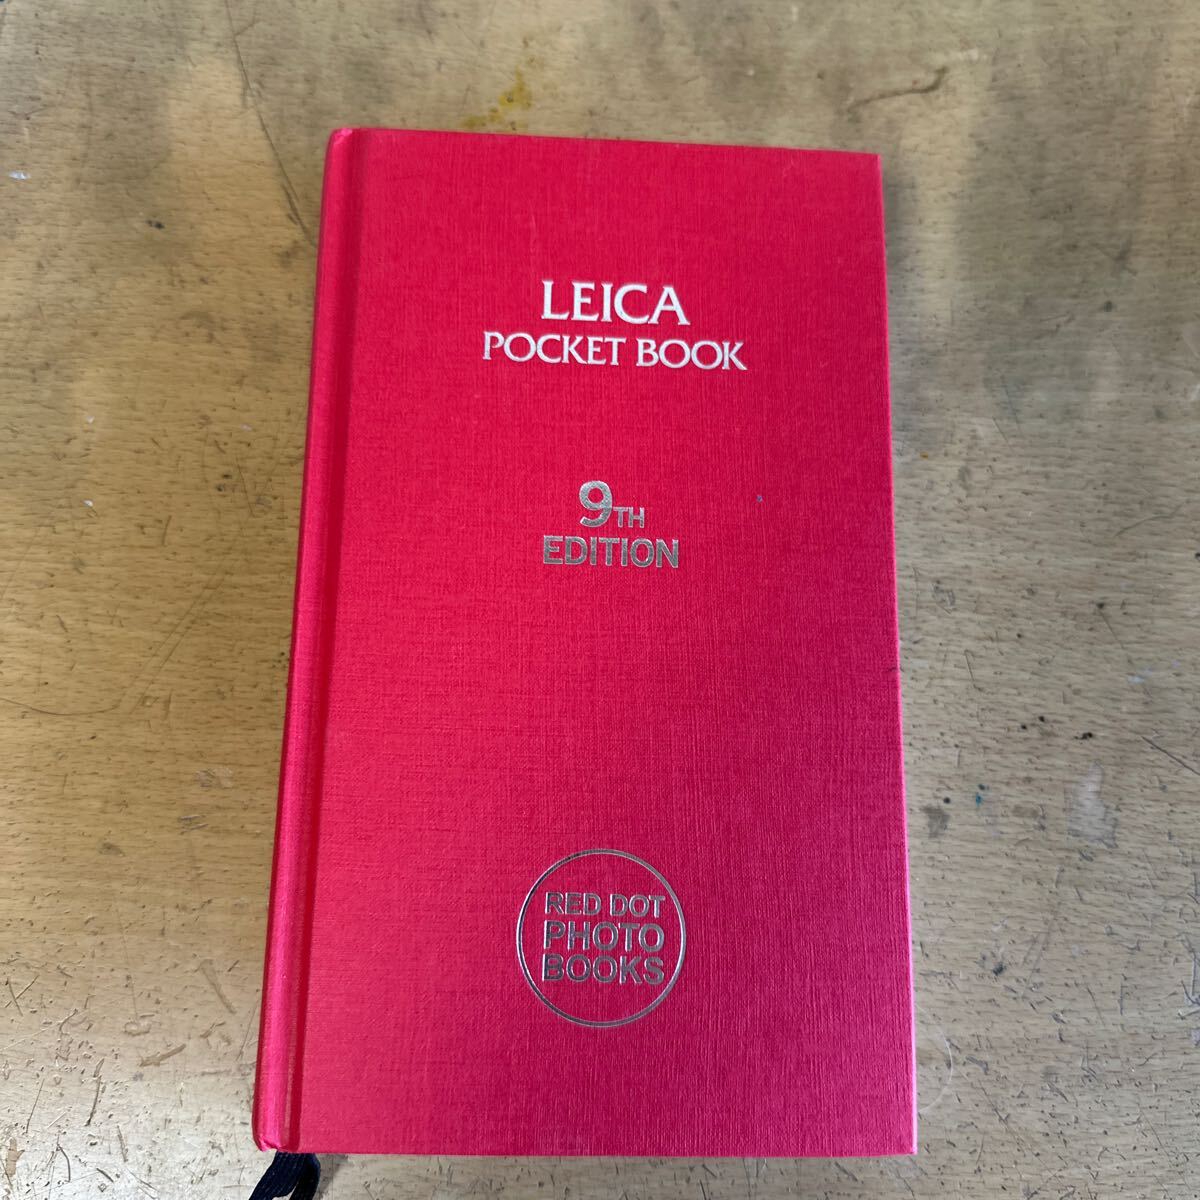 LEICA
POCKET BOOK
9TH
EDITION
RED DOT
PHOTO
BOOKS